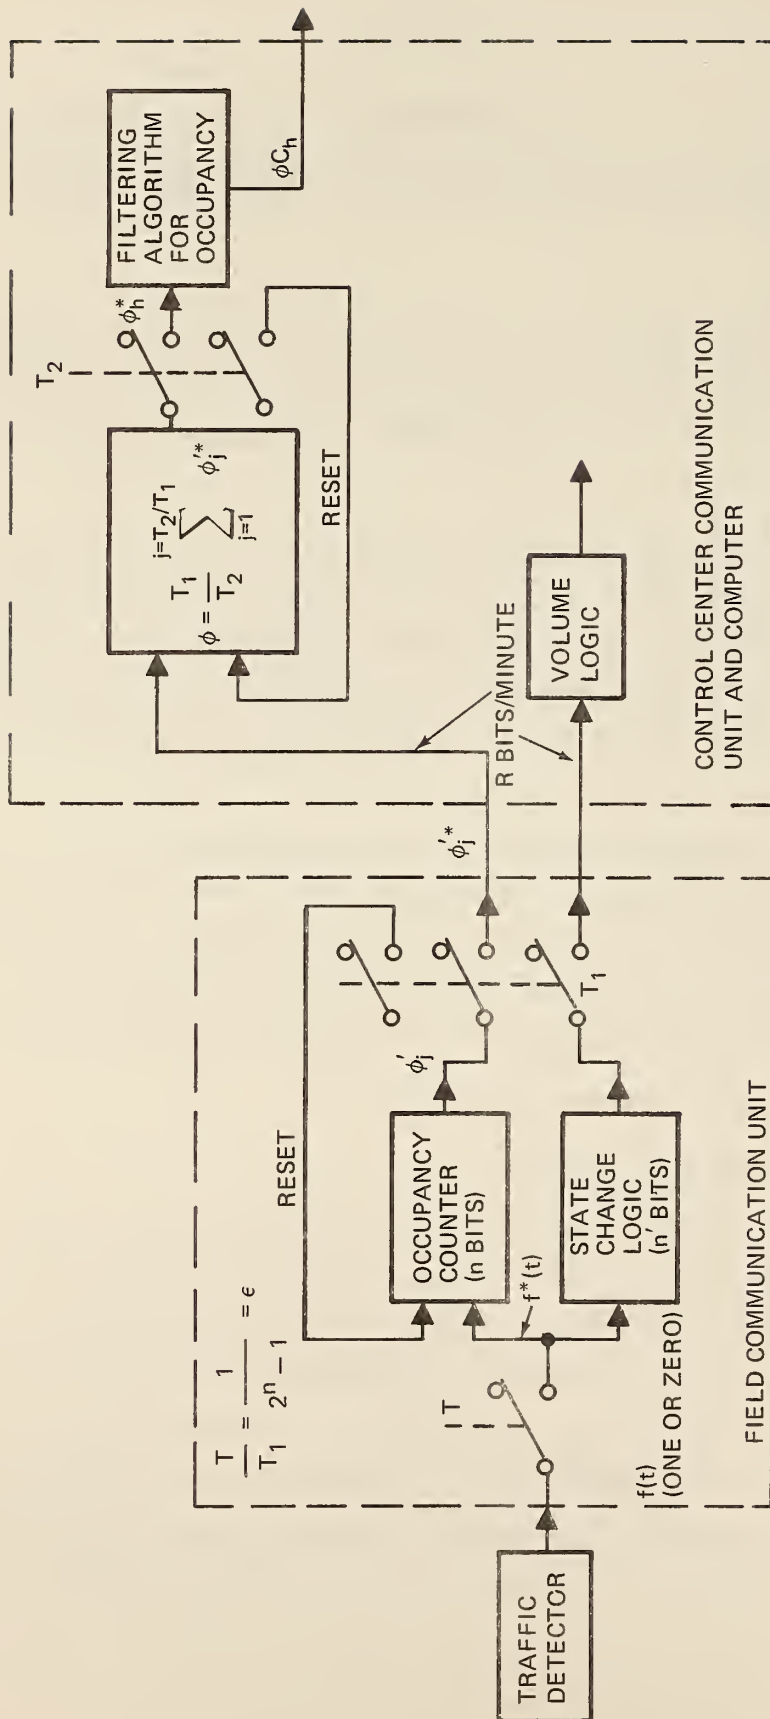 TRAFFIC
DETECTOR
f(t)
(ONE OR ZERO)
T
f*(t)
T/T₁ = 1/(2ⁿ − 1) = ϵ
RESET
OCCUPANCY
COUNTER
(n BITS)
STATE
CHANGE
LOGIC
(n' BITS)
ϕ'ⱼ
T₁
FIELD COMMUNICATION UNIT
ϕ'ⱼ*
R BITS/MINUTE
ϕ = T₁/T₂ ∑ ϕ'ⱼ*
j=T₂/T₁
j=1
RESET
T₂
ϕₕ*
FILTERING
ALGORITHM
FOR
OCCUPANCY
ϕCₕ
VOLUME
LOGIC
CONTROL CENTER COMMUNICATION
UNIT AND COMPUTER